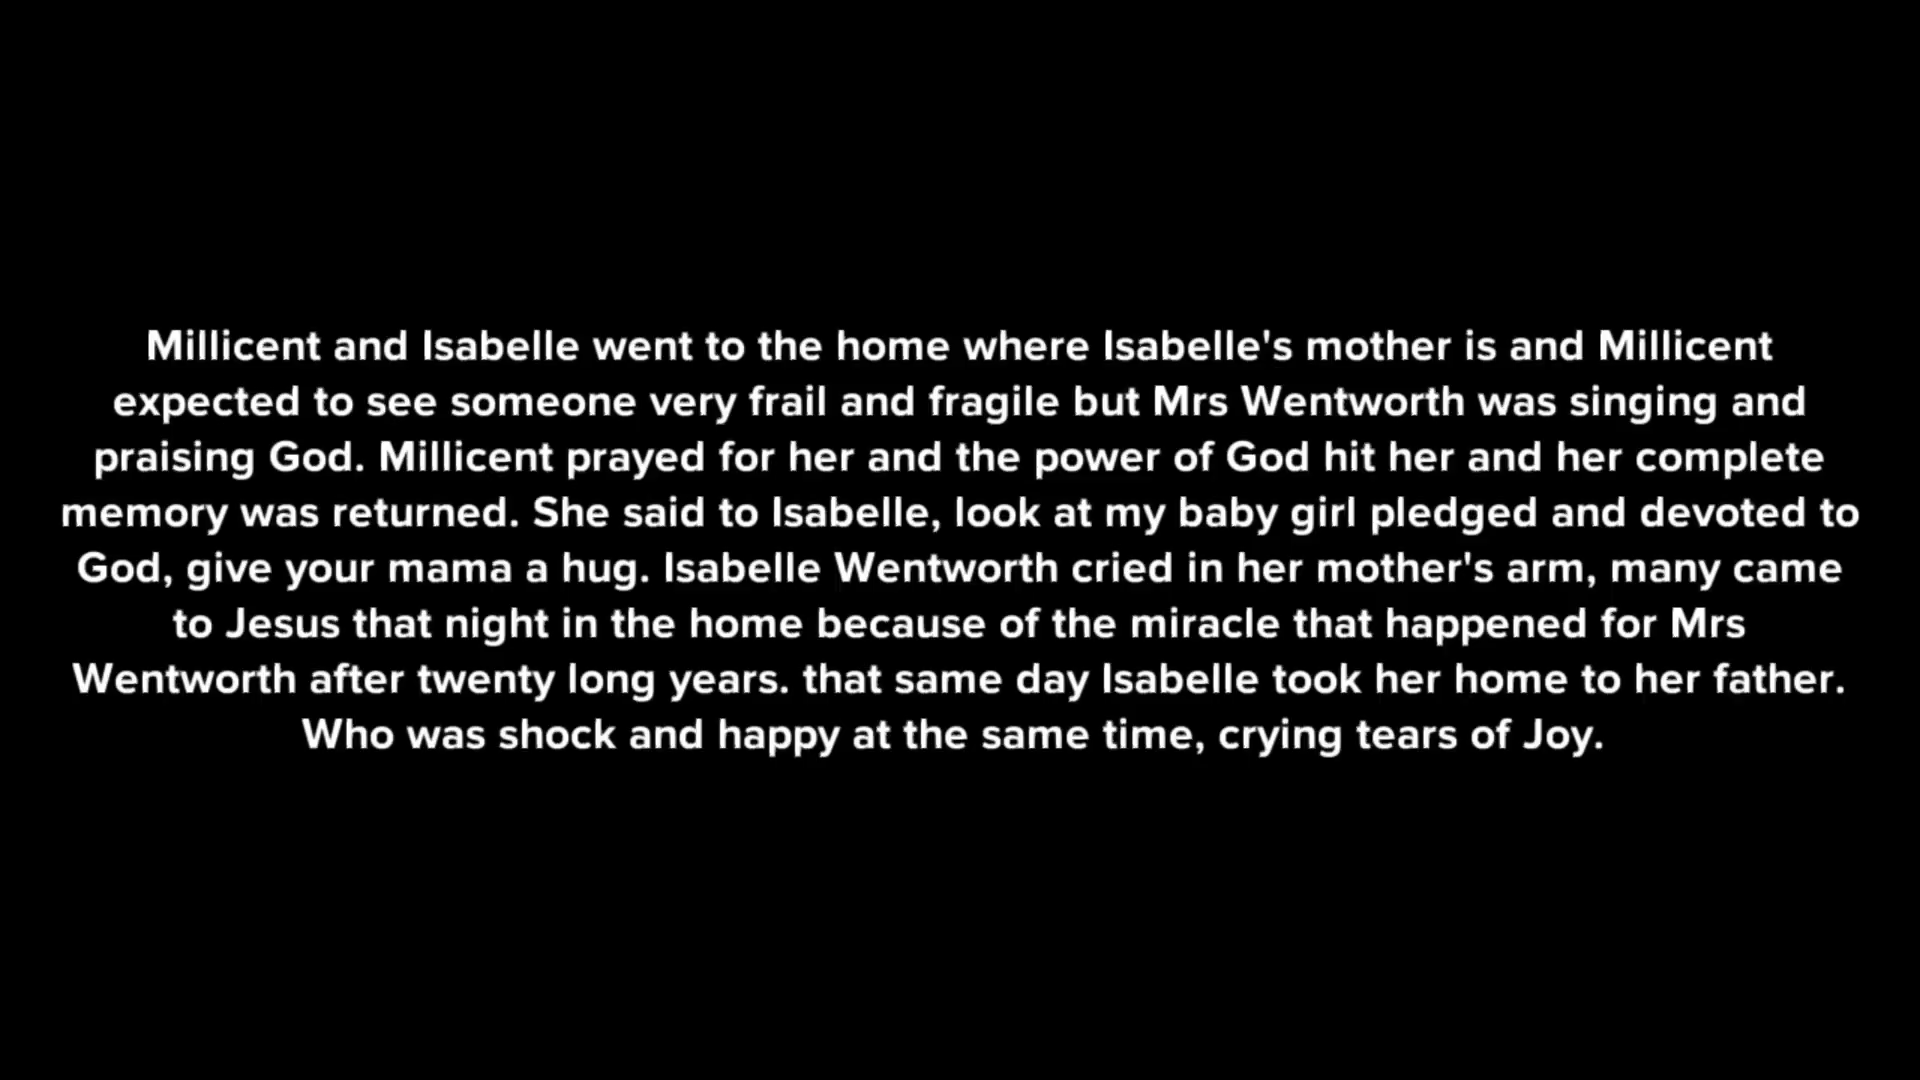 Millicent and Isabelle went to the home where Isabelle's mother is and Millicent
expected to see someone very frail and fragile but Mrs Wentworth was singing and
praising God. Millicent prayed for her and the power of God hit her and her complete
memory was returned. She said to Isabelle, look at my baby girl pledged and devoted to
God, give your mama a hug. Isabelle Wentworth cried in her mother's arm, many came
to Jesus that night in the home because of the miracle that happened for Mrs
Wentworth after twenty long years. that same day Isabelle took her home to her father.
Who was shock and happy at the same time, crying tears of Joy.